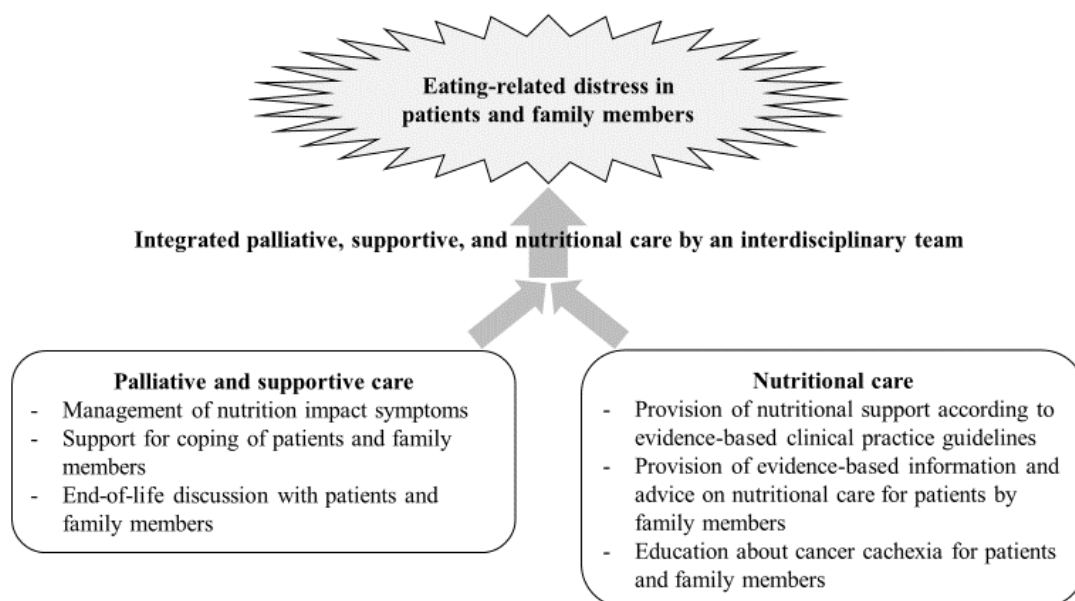 Eating-related distress in
patients and family members
Integrated palliative, supportive, and nutritional care by an interdisciplinary team
Palliative and supportive care
- Management of nutrition impact symptoms
- Support for coping of patients and family
members
- End-of-life discussion with patients and
family members
Nutritional care
- Provision of nutritional support according to
evidence-based clinical practice guidelines
- Provision of evidence-based information and
advice on nutritional care for patients by
family members
- Education about cancer cachexia for patients
and family members